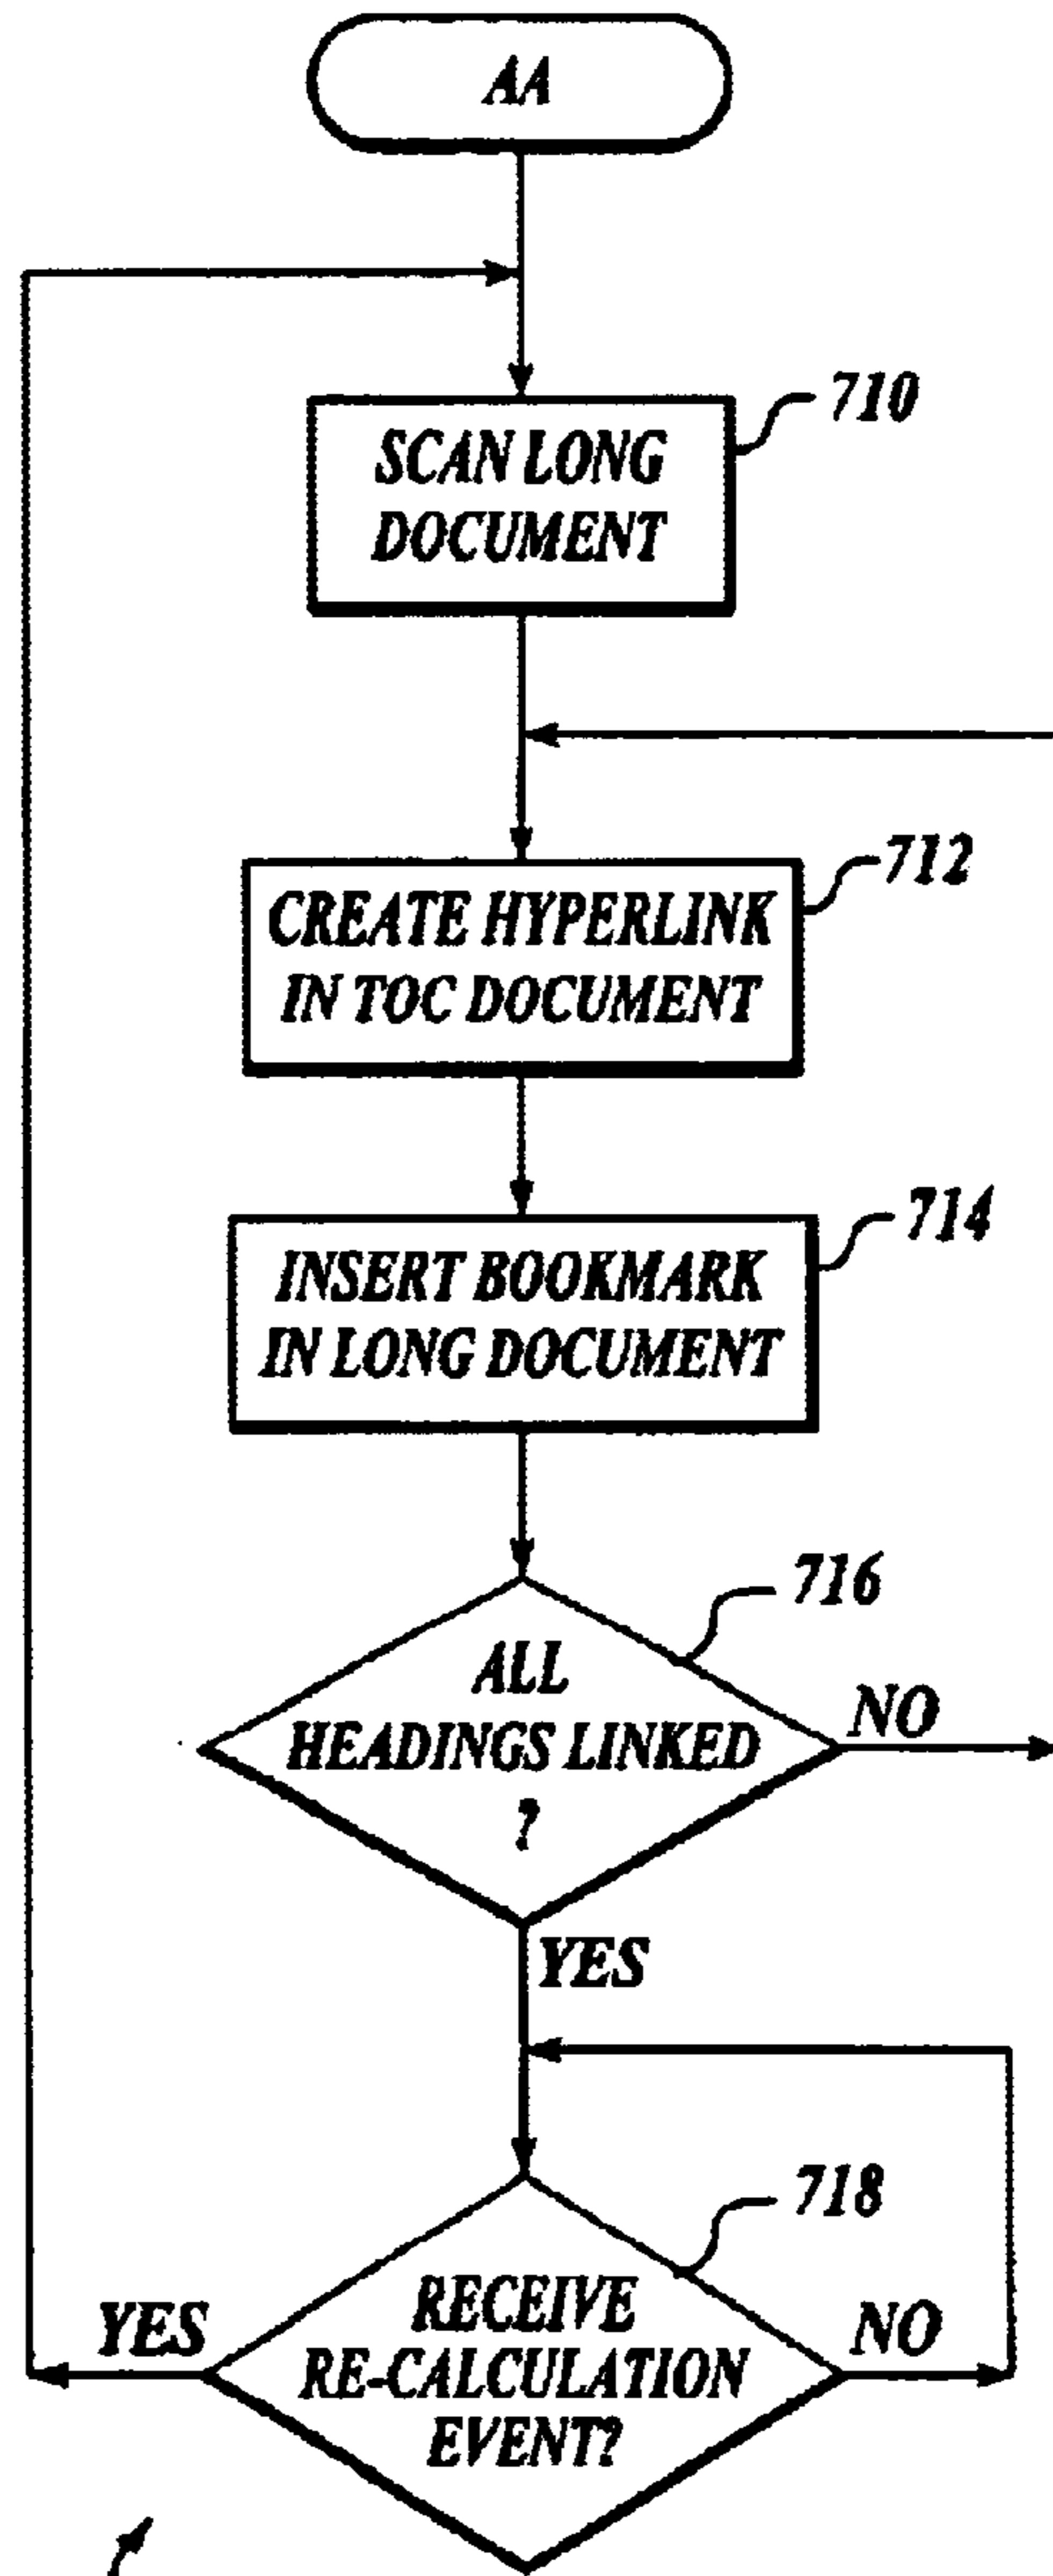 AA
710
SCAN LONG
DOCUMENT
712
CREATE HYPERLINK
IN TOC DOCUMENT
714
INSERT BOOKMARK
IN LONG DOCUMENT
716
ALL
HEADINGS LINKED
?
NO
YES
718
RECEIVE
RE-CALCULATION
EVENT?
YES
NO